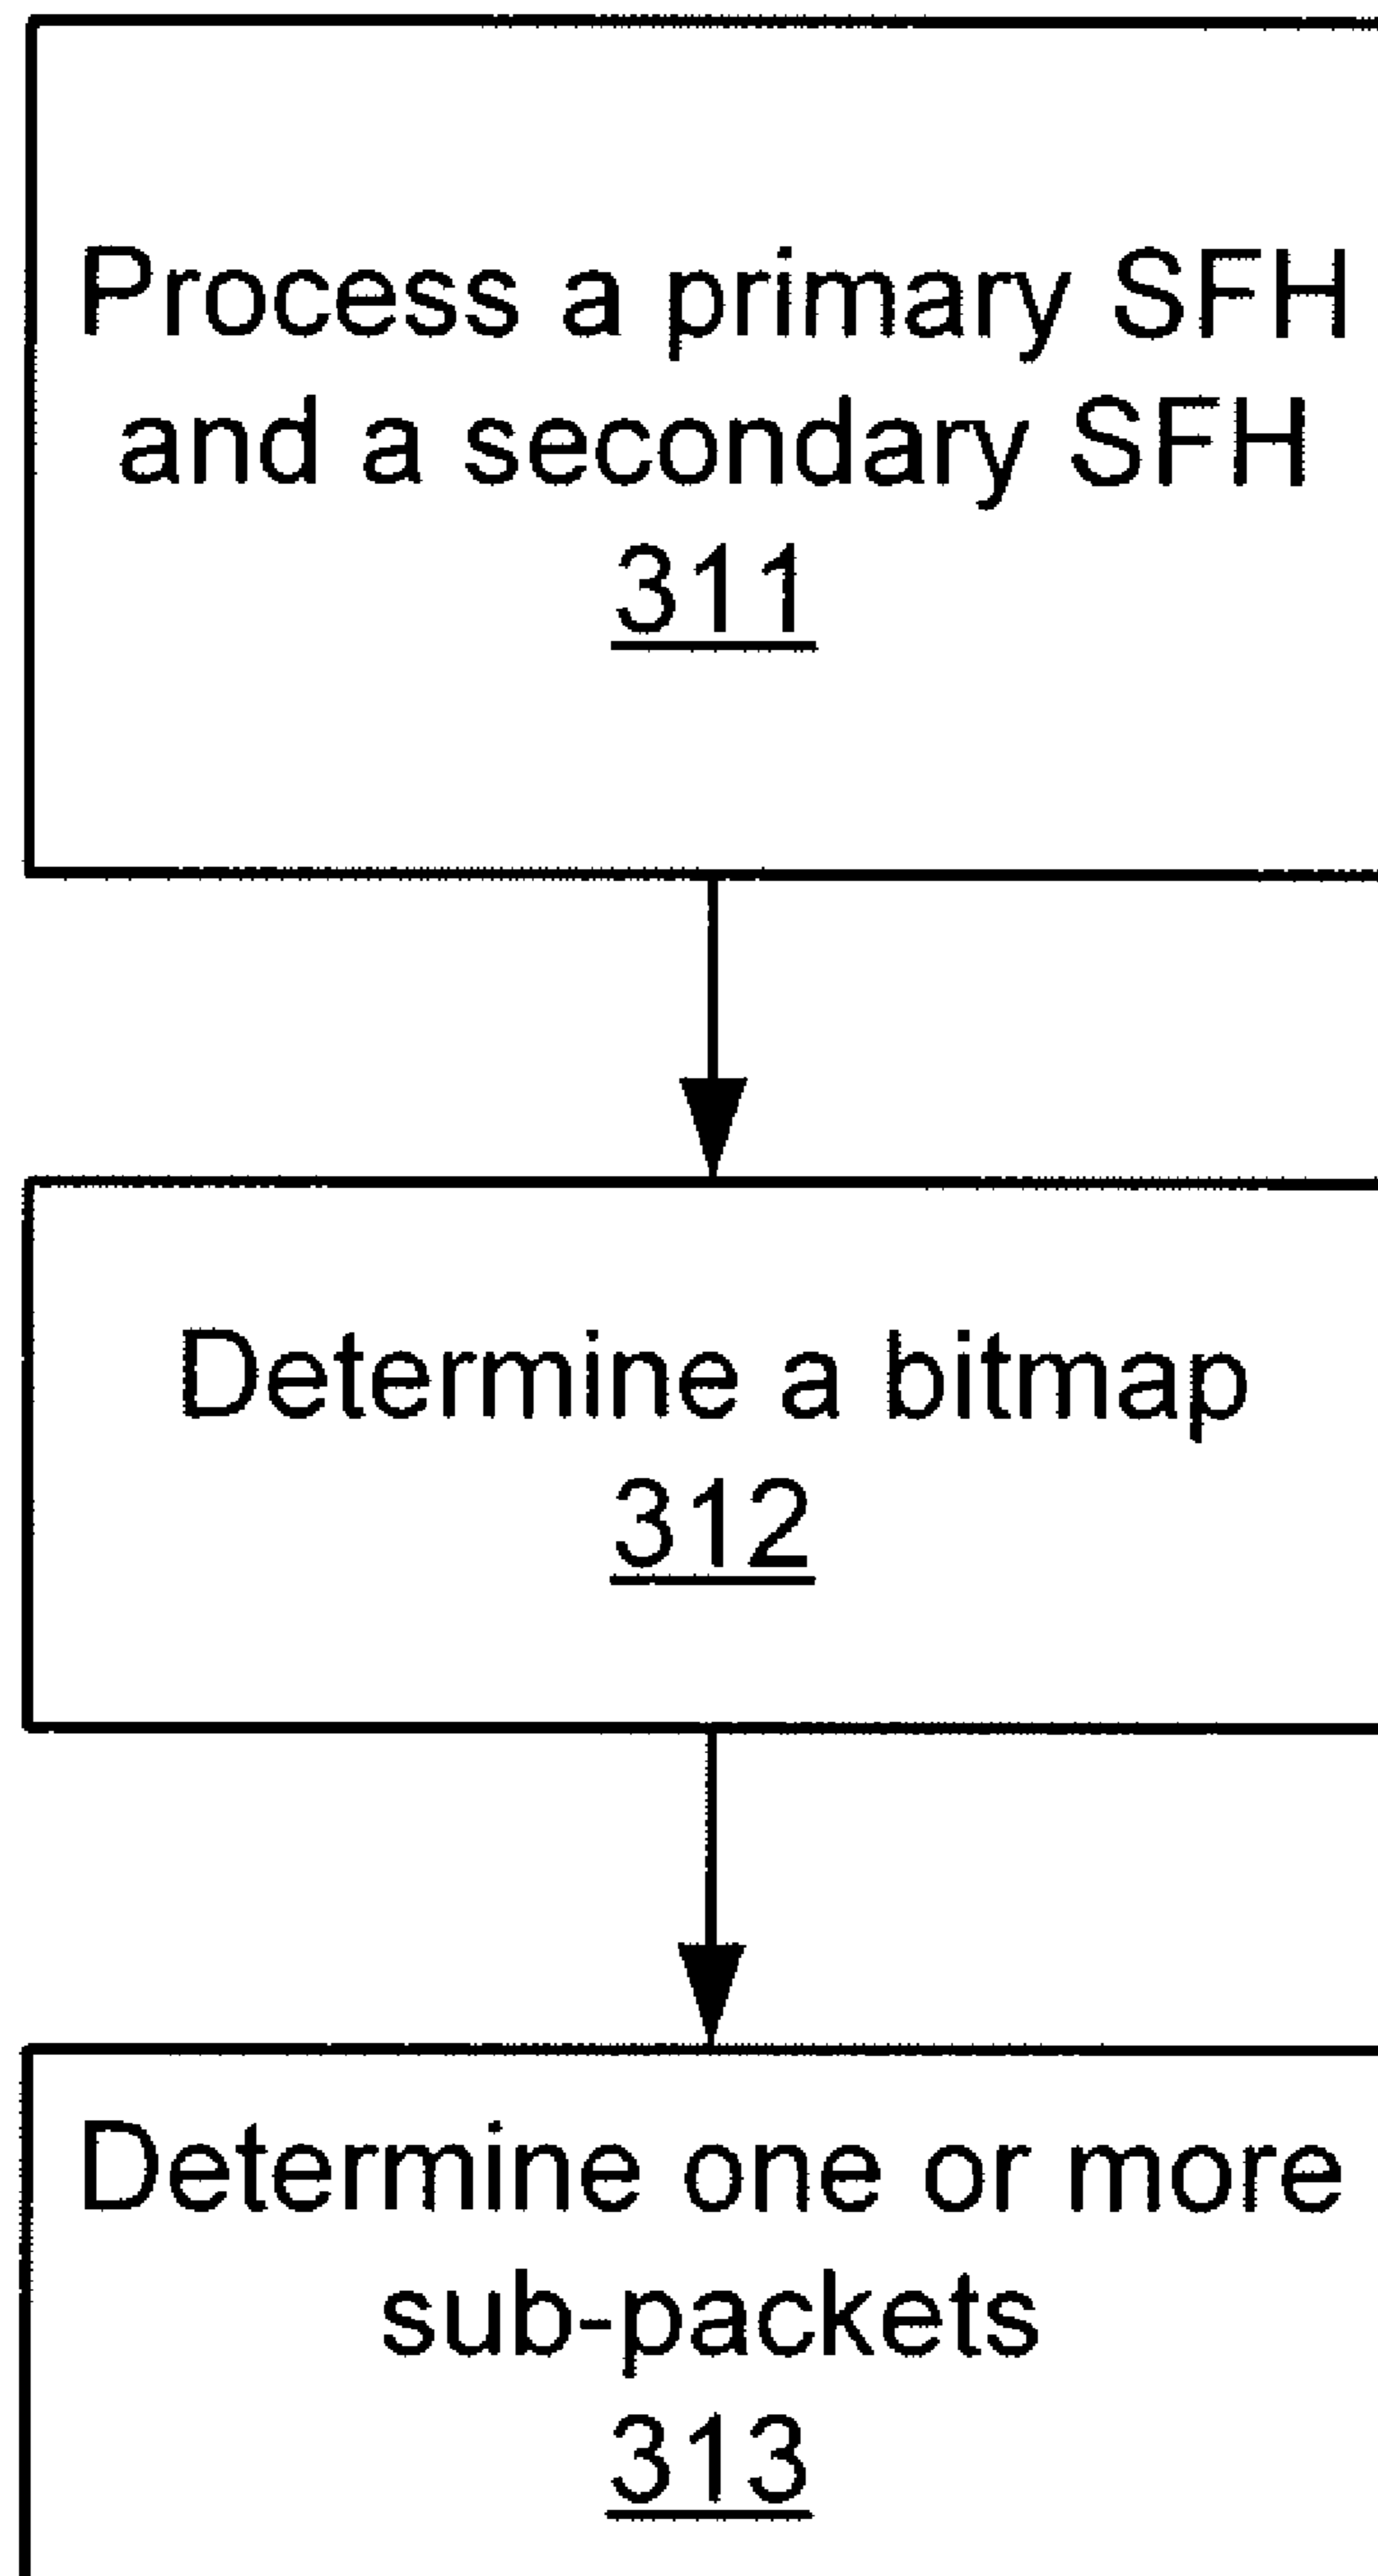 Process a primary SFH
and a secondary SFH
311
Determine a bitmap
312
Determine one or more
sub-packets
313